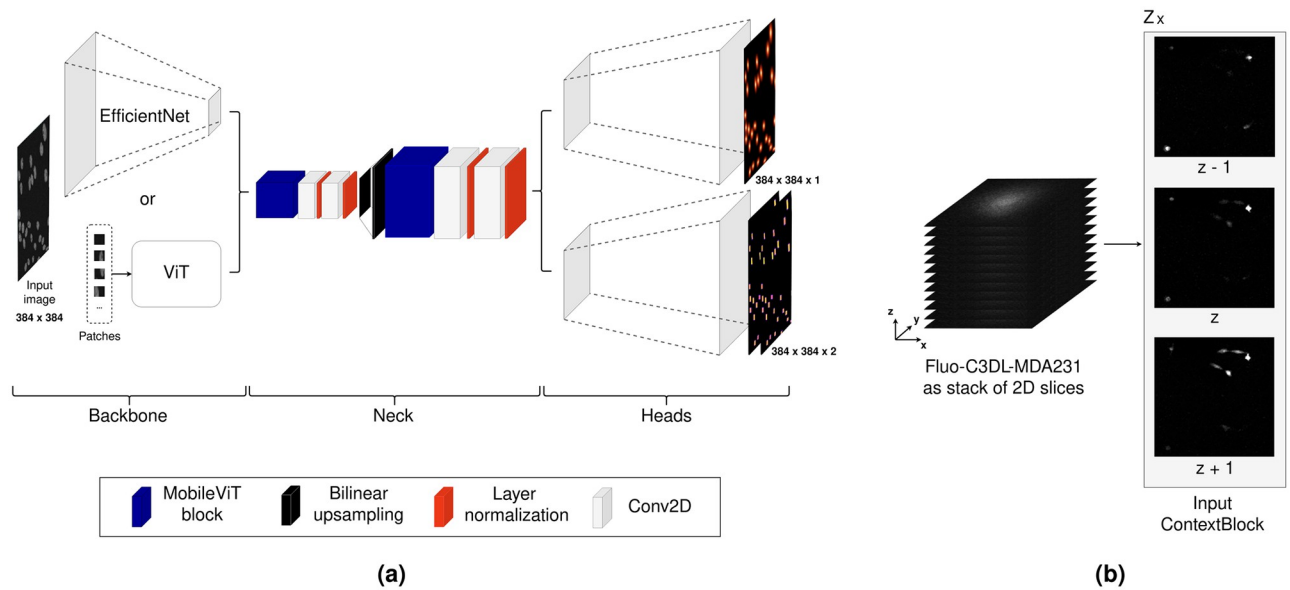 EfficientNet
or
ViT
Input
image
384 x 384
...
Patches
384 x 384 x 1
384 x 384 x 2
Backbone
Neck
Heads
MobileViT
block
Bilinear
upsampling
Layer
normalization
Conv2D
(a)
z
y
x
Fluo-C3DL-MDA231
as stack of 2D slices
Zx
z - 1
z
z + 1
Input
ContextBlock
(b)